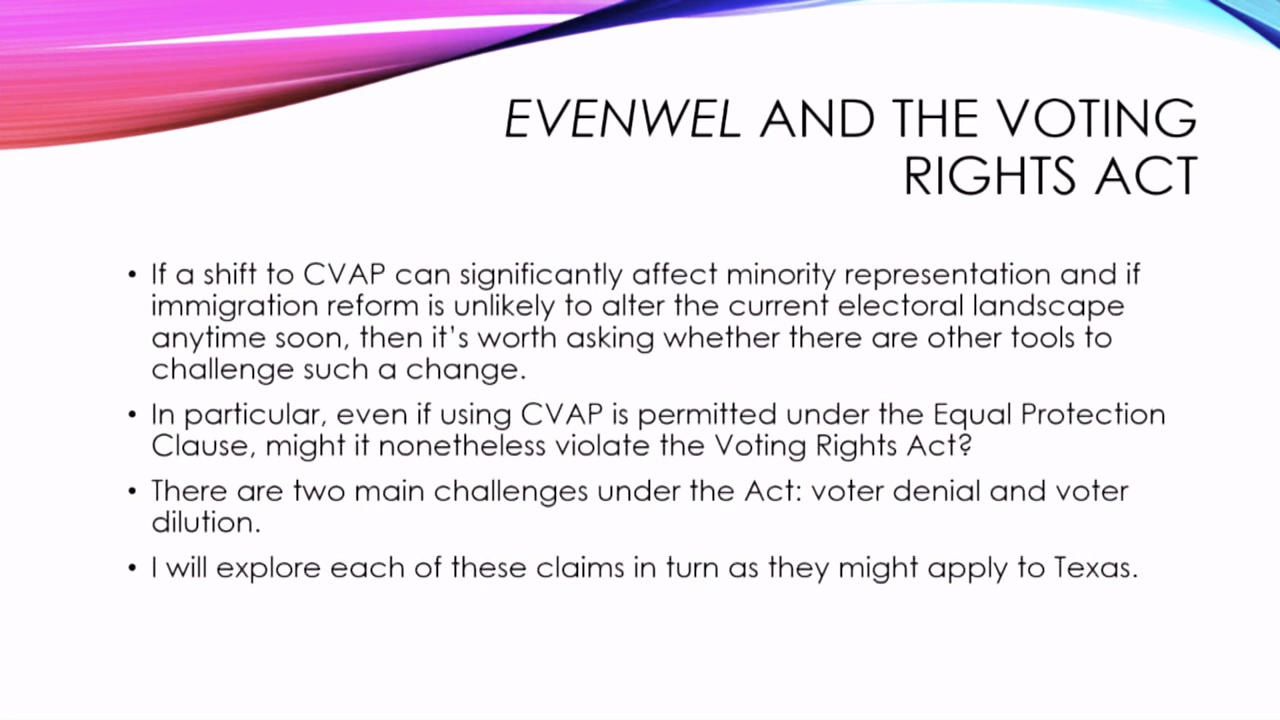 EVENWEL AND THE VOTING
RIGHTS ACT
• If a shift to CVAP can significantly affect minority representation and if
immigration reform is unlikely to alter the current electoral landscape
anytime soon, then it's worth asking whether there are other tools to
challenge such a change.
• In particular, even if using CVAP is permitted under the Equal Protection
Clause, might it nonetheless violate the Voting Rights Act?
• There are two main challenges under the Act: voter denial and voter
dilution.
• I will explore each of these claims in turn as they might apply to Texas.